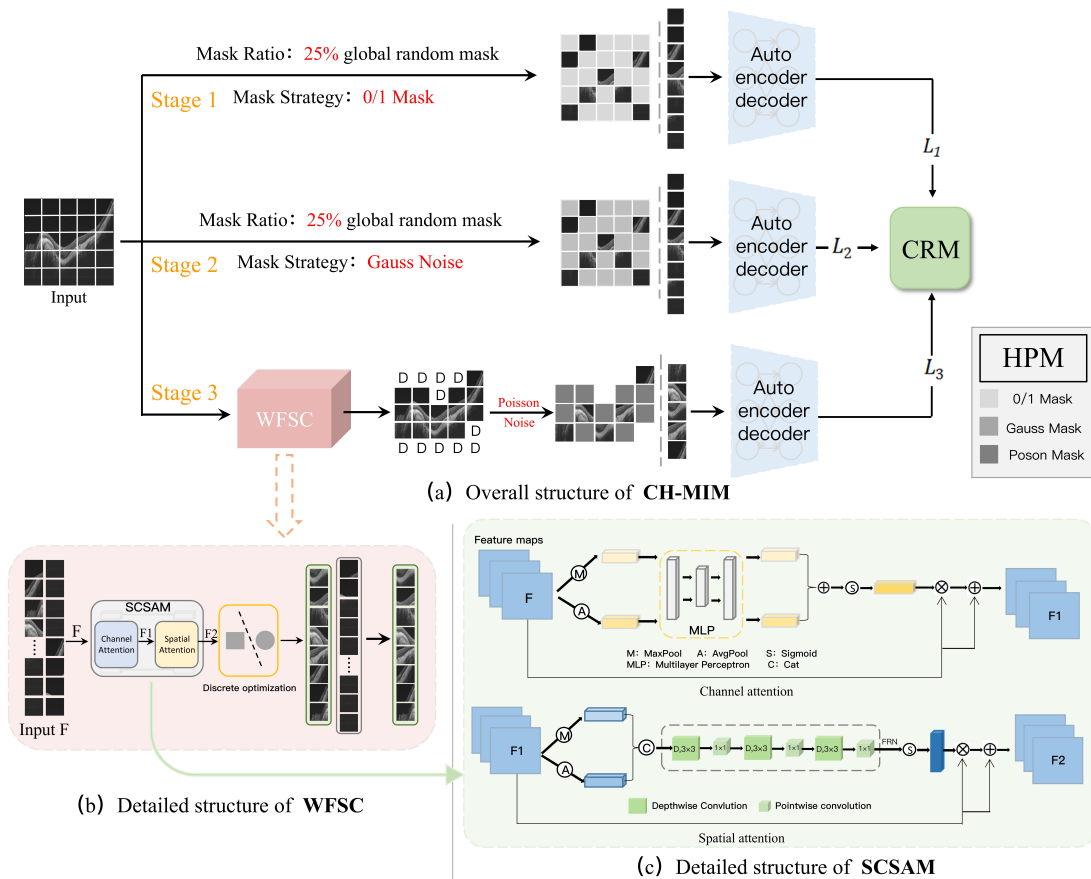 Mask Ratio: 25% global random mask
Stage 1
Mask Strategy: 0/1 Mask
Auto
encoder
decoder
L1
Input
Mask Ratio: 25% global random mask
Stage 2
Mask Strategy: Gauss Noise
Auto
encoder
decoder
L2
CRM
Stage 3
WFSC
D D D D
D D
D
D D D D D
Poisson
Noise
Auto
encoder
decoder
L3
HPM
0/1 Mask
Gauss Mask
Poson Mask
(a) Overall structure of CH-MIM
Input F
F
SCSAM
Channel
Attention
F1
Spatial
Attention
F2
Discrete optimization
(b) Detailed structure of WFSC
Feature maps
F
M
A
MLP
S
F1
M: MaxPool A: AvgPool S: Sigmoid
MLP: Multilayer Perceptron C: Cat
Channel attention
F1
M
A
C
D,3×3
1×1
D,3×3
1×1
D,3×3
1×1
FRN
S
F2
Depthwise Convlution
Pointwise convolution
Spatial attention
(c) Detailed structure of SCSAM